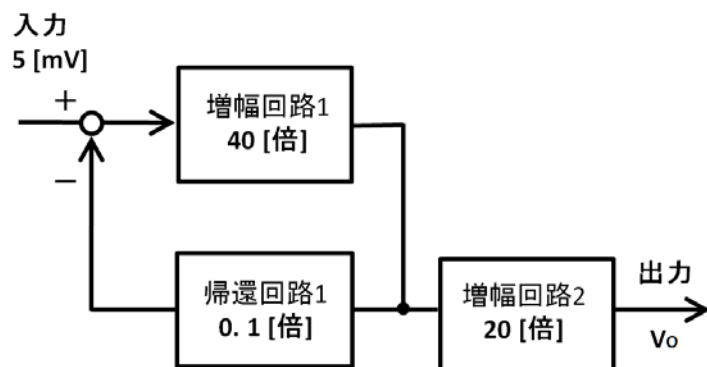 入力
5 [mV]
＋
－
増幅回路1
40 [倍]
帰還回路1
0. 1 [倍]
増幅回路2
20 [倍]
出力
Vo